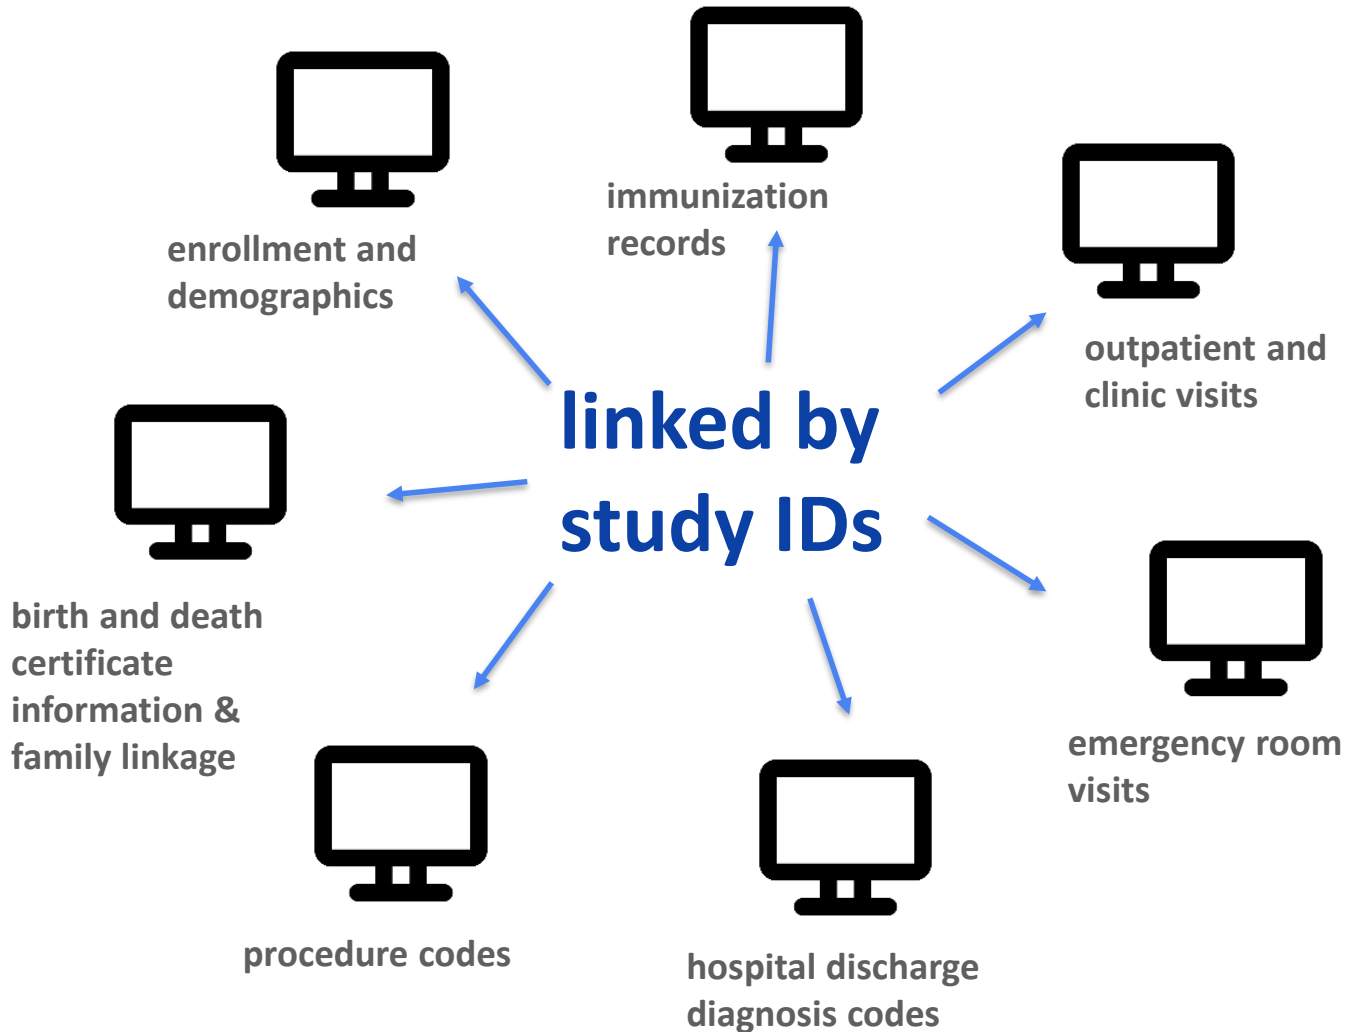 immunization
records
enrollment and
demographics
outpatient and
clinic visits
linked by
study IDs
birth and death
certificate
information &
family linkage
emergency room
visits
procedure codes
hospital discharge
diagnosis codes